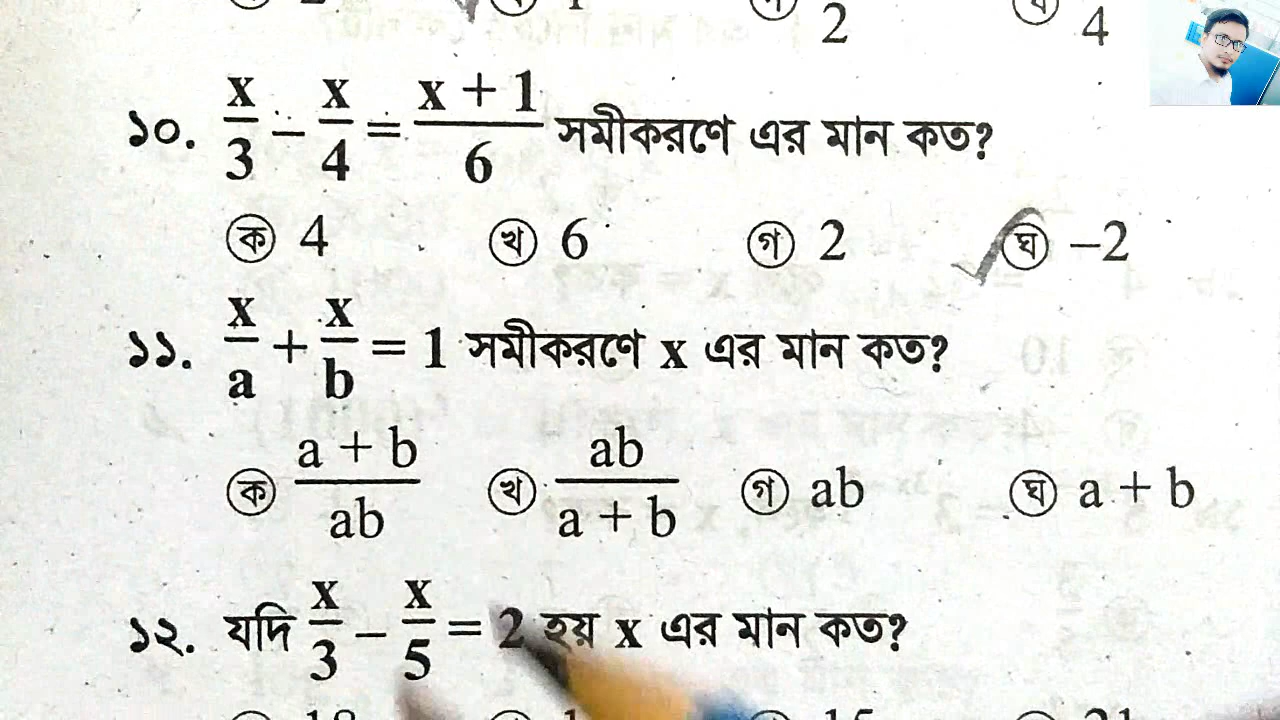 2 4
১০. x/3 − x/4 = (x + 1)/6 সমীকরণে এর মান কত?
ক 4 খ 6 গ 2 ঘ −2
১১. x/a + x/b = 1 সমীকরণে x এর মান কত?
ক (a + b)/ab খ ab/(a + b) গ ab ঘ a + b
১২. যদি x/3 − x/5 = 2 হয় x এর মান কত?